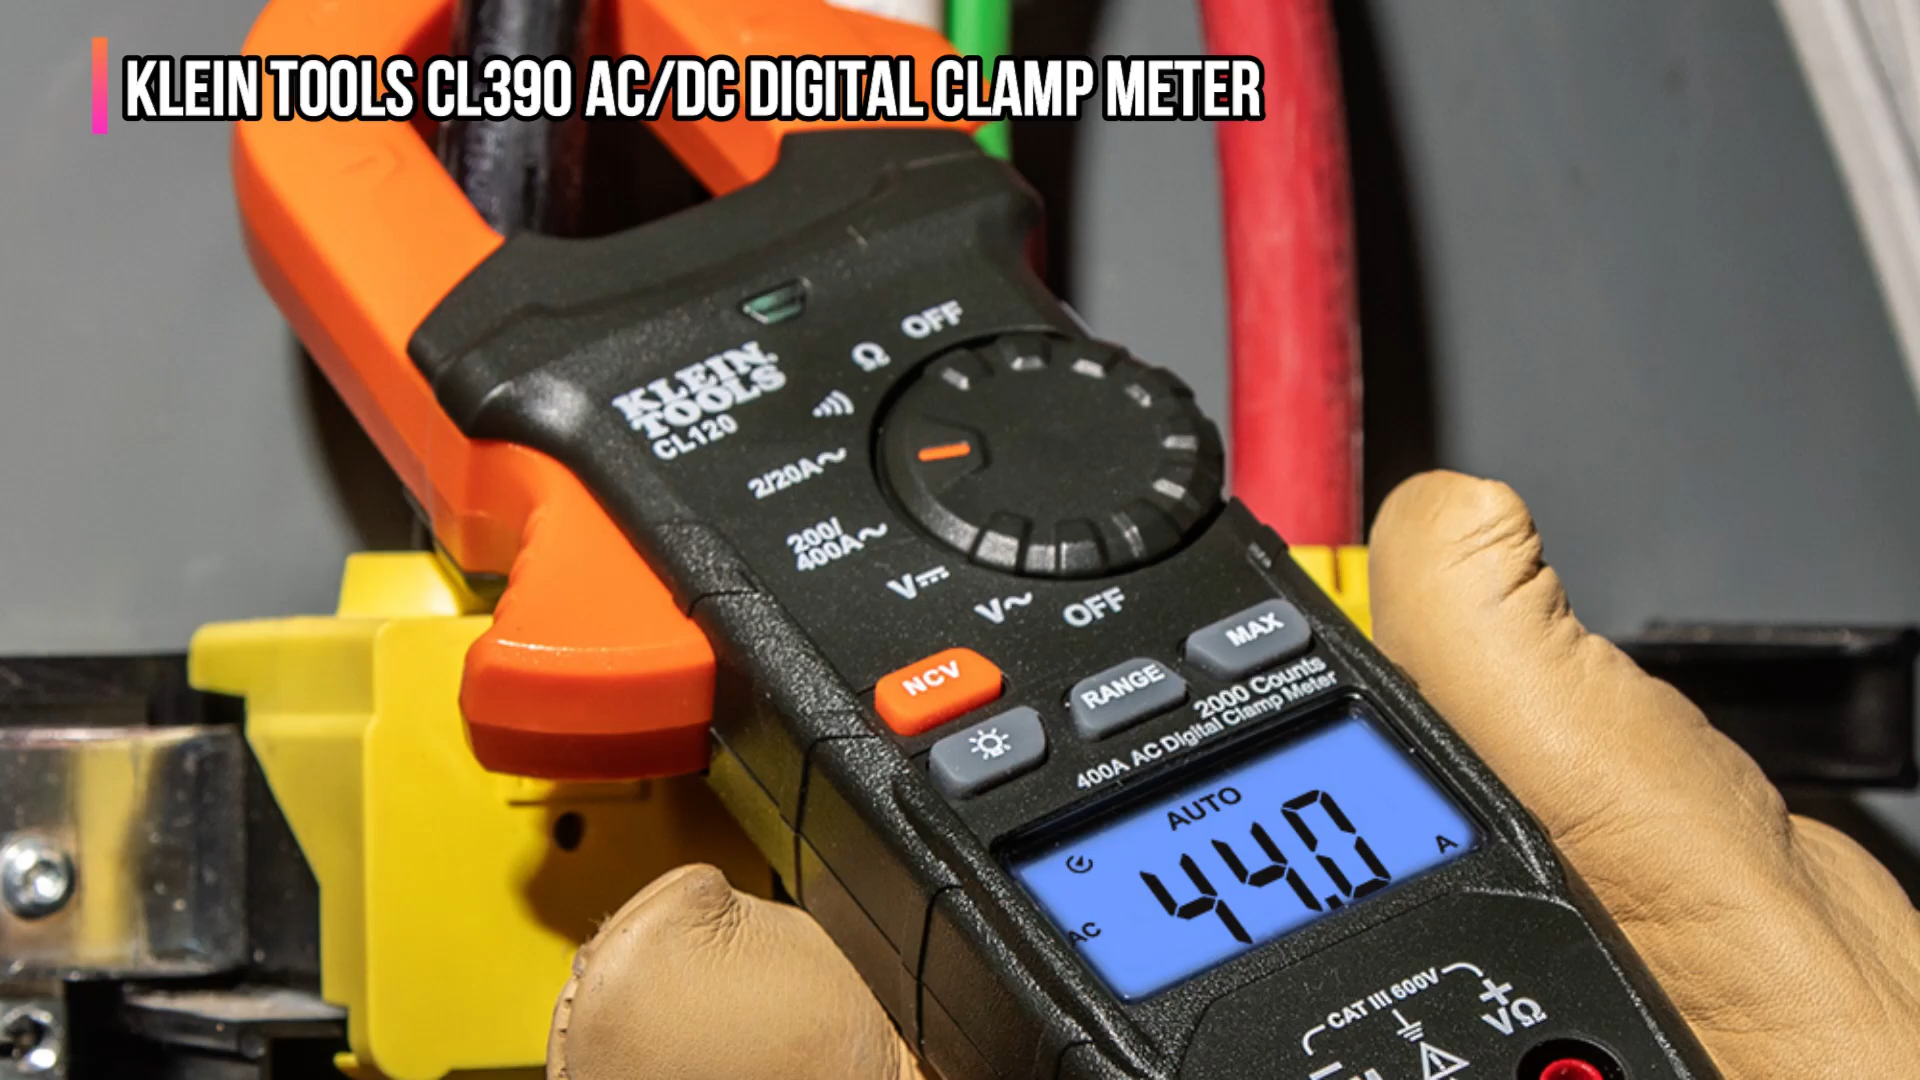 KLEIN TOOLS CL390 AC/DC DIGITAL CLAMP METER
OFF
Ω
KLEIN
TOOLS
CL120
2/20A~
200/
400A~
V⎓
V~
OFF
NCV
RANGE
MAX
2000 Counts
400A AC Digital Clamp Meter
AUTO
44.0
A
AC
CAT III 600V
+
VΩ